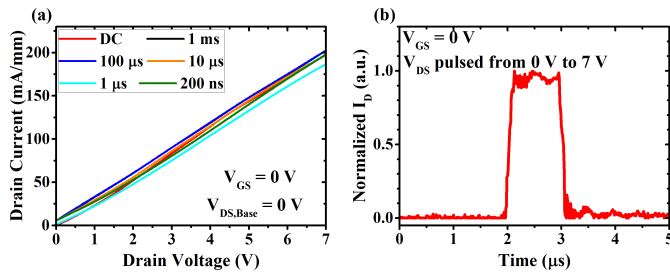 (a)
200
150
100
50
0
Drain Current (mA/mm)
DC
1 ms
100 μs
10 μs
1 μs
200 ns
V_GS = 0 V
V_DS,Base = 0 V
0 1 2 3 4 5 6 7
Drain Voltage (V)
(b)
V_GS = 0 V
V_DS pulsed from 0 V to 7 V
1.0
0.5
0.0
Normalized I_D (a.u.)
0 1 2 3 4 5
Time (μs)